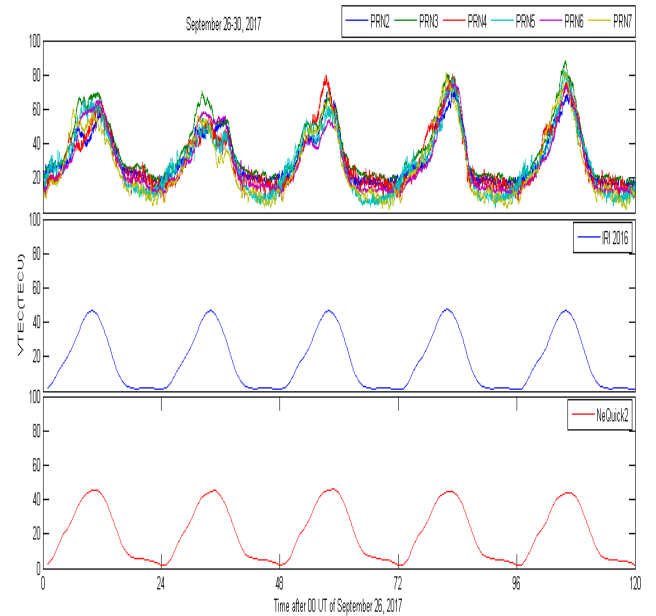 September 26-30, 2017
PRN2 PRN3 PRN4 PRN5 PRN6 PRN7
100
80
60
40
20
100
80
60
40
20
IRI 2016
VTEC(TECU)
100
80
60
40
20
0
NeQuick2
0 24 48 72 96 120
Time after 00 UT of September 26, 2017